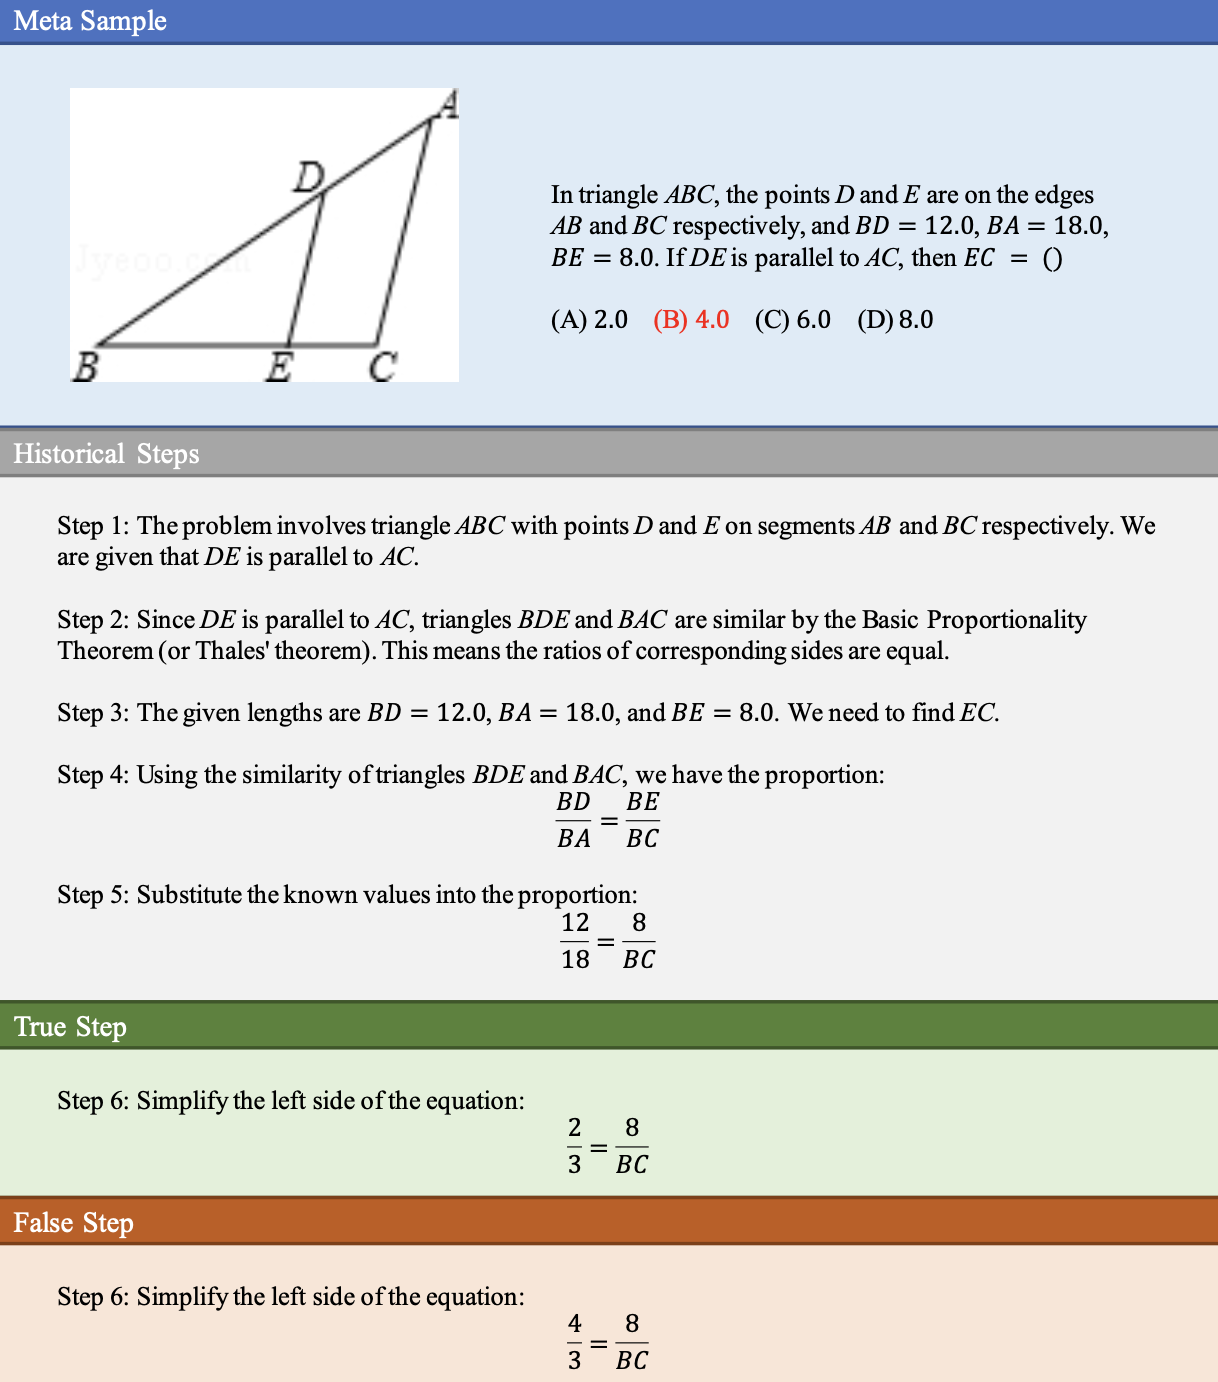 Meta Sample
A
D
Jyeoo.com
B
E
C
In triangle ABC, the points D and E are on the edges
AB and BC respectively, and BD = 12.0, BA = 18.0,
BE = 8.0. If DE is parallel to AC, then EC = ()
(A) 2.0 (B) 4.0 (C) 6.0 (D) 8.0
Historical Steps
Step 1: The problem involves triangle ABC with points D and E on segments AB and BC respectively. We
are given that DE is parallel to AC.
Step 2: Since DE is parallel to AC, triangles BDE and BAC are similar by the Basic Proportionality
Theorem (or Thales' theorem). This means the ratios of corresponding sides are equal.
Step 3: The given lengths are BD = 12.0, BA = 18.0, and BE = 8.0. We need to find EC.
Step 4: Using the similarity of triangles BDE and BAC, we have the proportion:
BD/BA = BE/BC
Step 5: Substitute the known values into the proportion:
12/18 = 8/BC
True Step
Step 6: Simplify the left side of the equation:
2/3 = 8/BC
False Step
Step 6: Simplify the left side of the equation:
4/3 = 8/BC